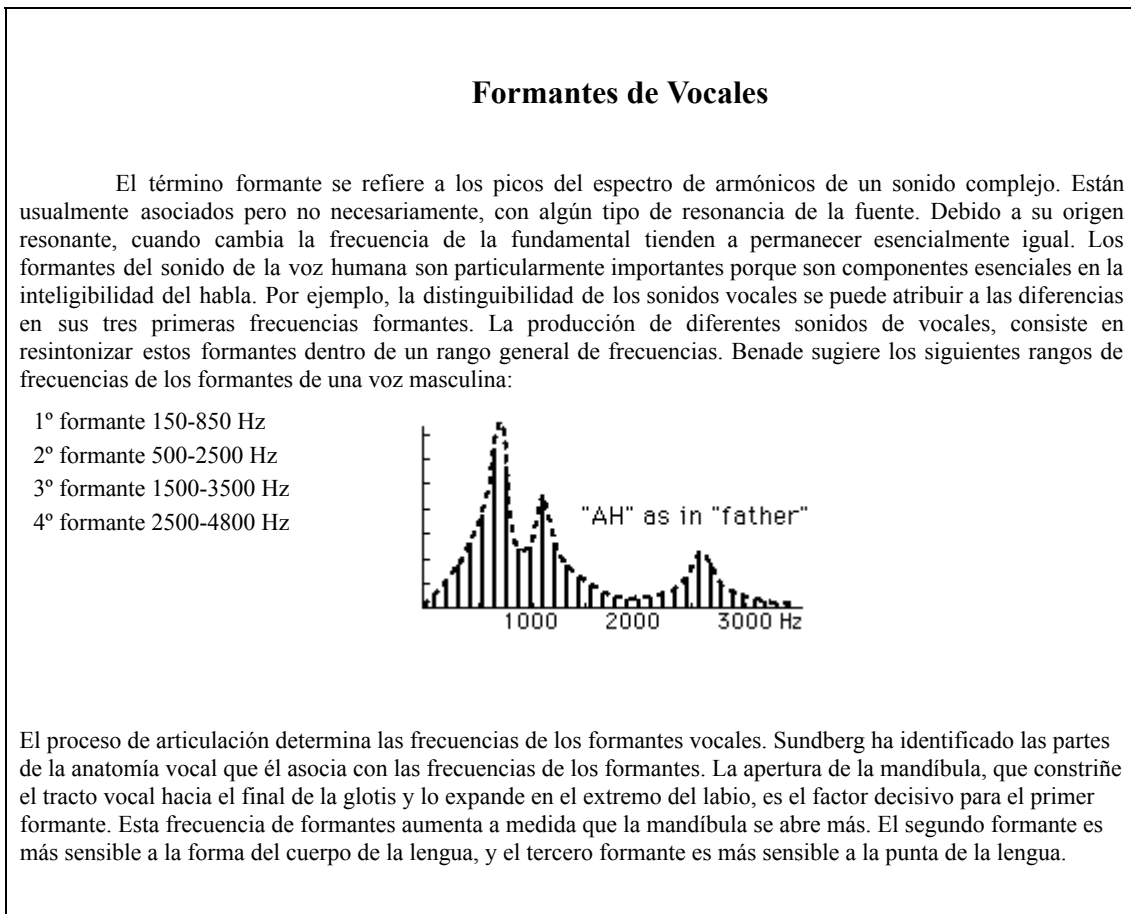 Formantes de Vocales
El término formante se refiere a los picos del espectro de armónicos de un sonido complejo. Están
usualmente asociados pero no necesariamente, con algún tipo de resonancia de la fuente. Debido a su origen
resonante, cuando cambia la frecuencia de la fundamental tienden a permanecer esencialmente igual. Los
formantes del sonido de la voz humana son particularmente importantes porque son componentes esenciales en la
inteligibilidad del habla. Por ejemplo, la distinguibilidad de los sonidos vocales se puede atribuir a las diferencias
en sus tres primeras frecuencias formantes. La producción de diferentes sonidos de vocales, consiste en
resintonizar estos formantes dentro de un rango general de frecuencias. Benade sugiere los siguientes rangos de
frecuencias de los formantes de una voz masculina:
1º formante 150-850 Hz
2º formante 500-2500 Hz
3º formante 1500-3500 Hz
4º formante 2500-4800 Hz
"AH" as in "father"
1000 2000 3000 Hz
El proceso de articulación determina las frecuencias de los formantes vocales. Sundberg ha identificado las partes
de la anatomía vocal que él asocia con las frecuencias de los formantes. La apertura de la mandíbula, que constriñe
el tracto vocal hacia el final de la glotis y lo expande en el extremo del labio, es el factor decisivo para el primer
formante. Esta frecuencia de formantes aumenta a medida que la mandíbula se abre más. El segundo formante es
más sensible a la forma del cuerpo de la lengua, y el tercero formante es más sensible a la punta de la lengua.